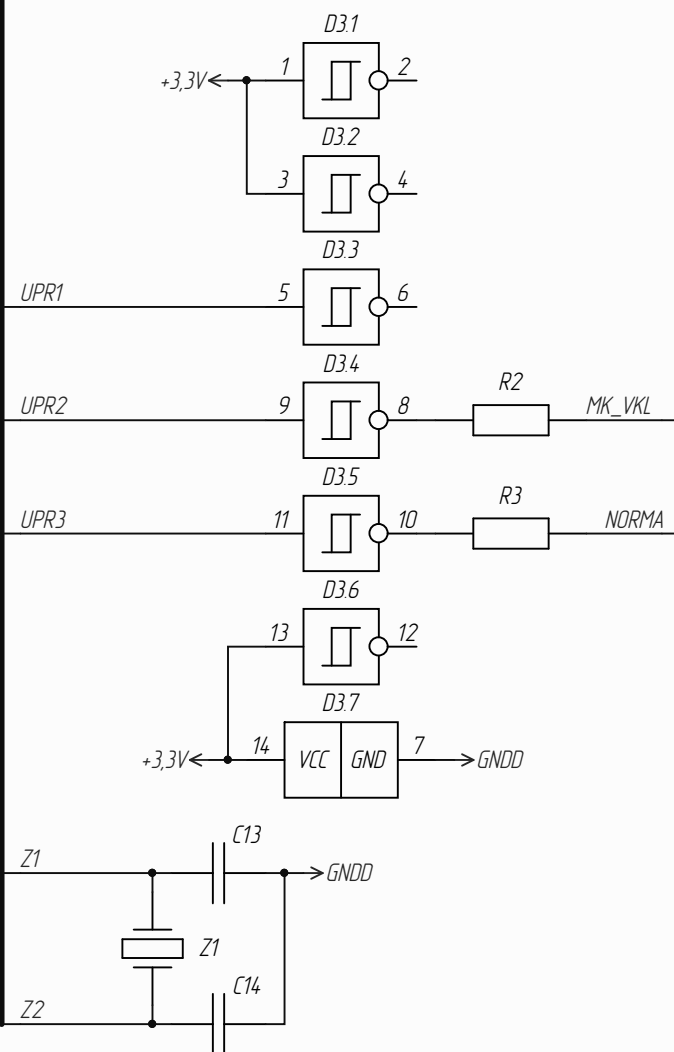 D3.1
+3,3V 1 2
D3.2
3 4
D3.3
UPR1 5 6
D3.4
UPR2 9 8 R2 MK_VKL
D3.5
UPR3 11 10 R3 NORMA
D3.6
13 12
D3.7
+3,3V 14 VCC GND 7 GNDD
C13
Z1 GNDD
Z1
C14
Z2